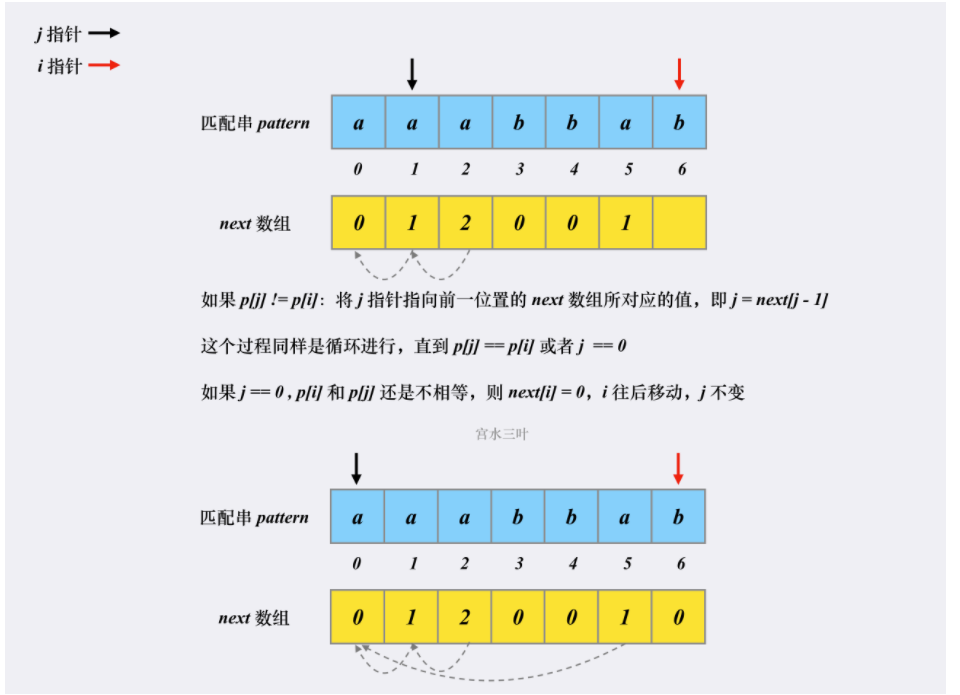 j 指针
i 指针
匹配串 pattern a a a b b a b
0 1 2 3 4 5 6
next 数组 0 1 2 0 0 1
如果 p[j] != p[i]：将 j 指针指向前一位置的 next 数组所对应的值，即 j = next[j - 1]
这个过程同样是循环进行，直到 p[j] == p[i] 或者 j == 0
如果 j == 0 , p[i] 和 p[j] 还是不相等，则 next[i] = 0，i 往后移动，j 不变
宫水三叶
匹配串 pattern a a a b b a b
0 1 2 3 4 5 6
next 数组 0 1 2 0 0 1 0